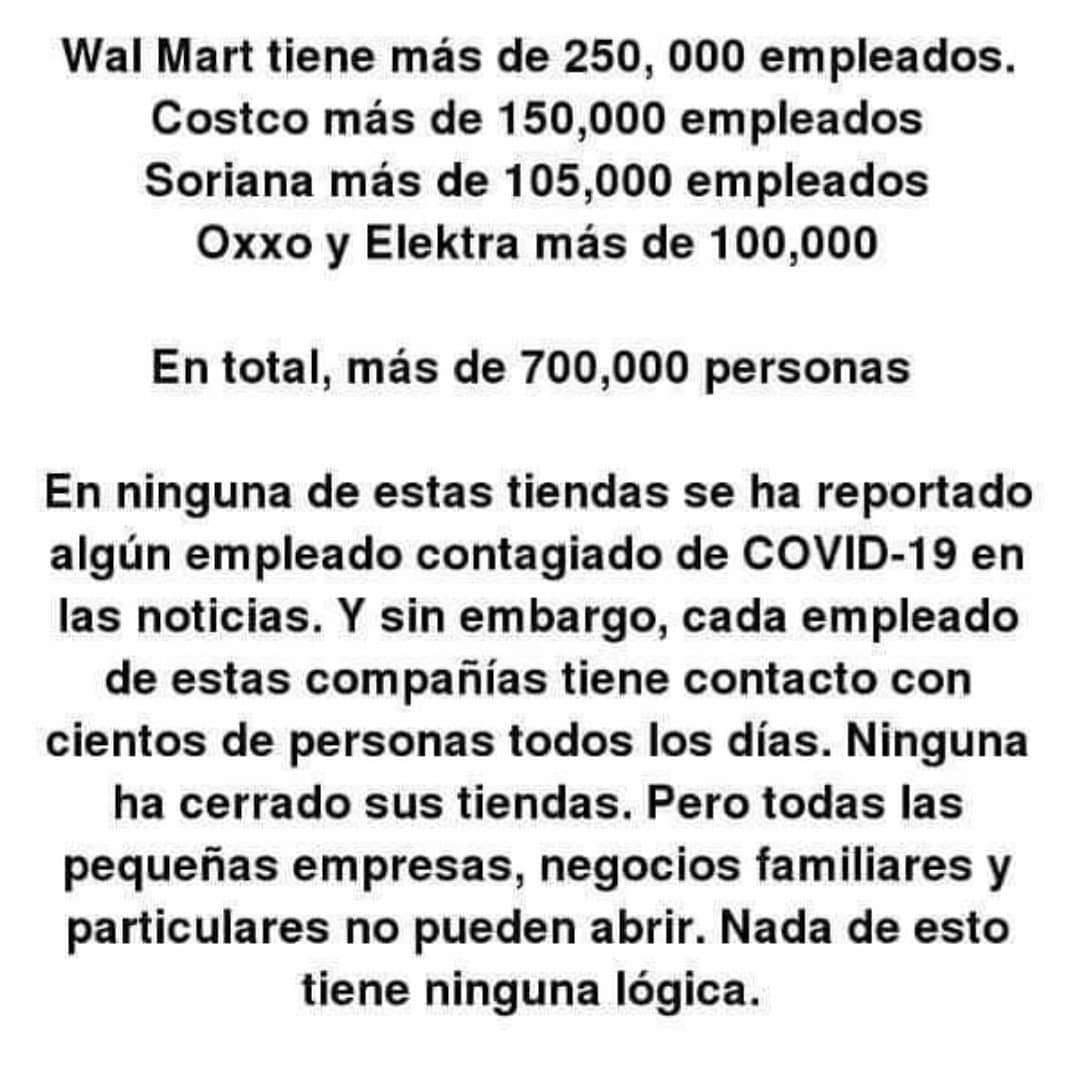 Wal Mart tiene más de 250, 000 empleados.
Costco más de 150,000 empleados
Soriana más de 105,000 empleados
Oxxo y Elektra más de 100,000
En total, más de 700,000 personas
En ninguna de estas tiendas se ha reportado
algún empleado contagiado de COVID-19 en
las noticias. Y sin embargo, cada empleado
de estas compañías tiene contacto con
cientos de personas todos los días. Ninguna
ha cerrado sus tiendas. Pero todas las
pequeñas empresas, negocios familiares y
particulares no pueden abrir. Nada de esto
tiene ninguna lógica.